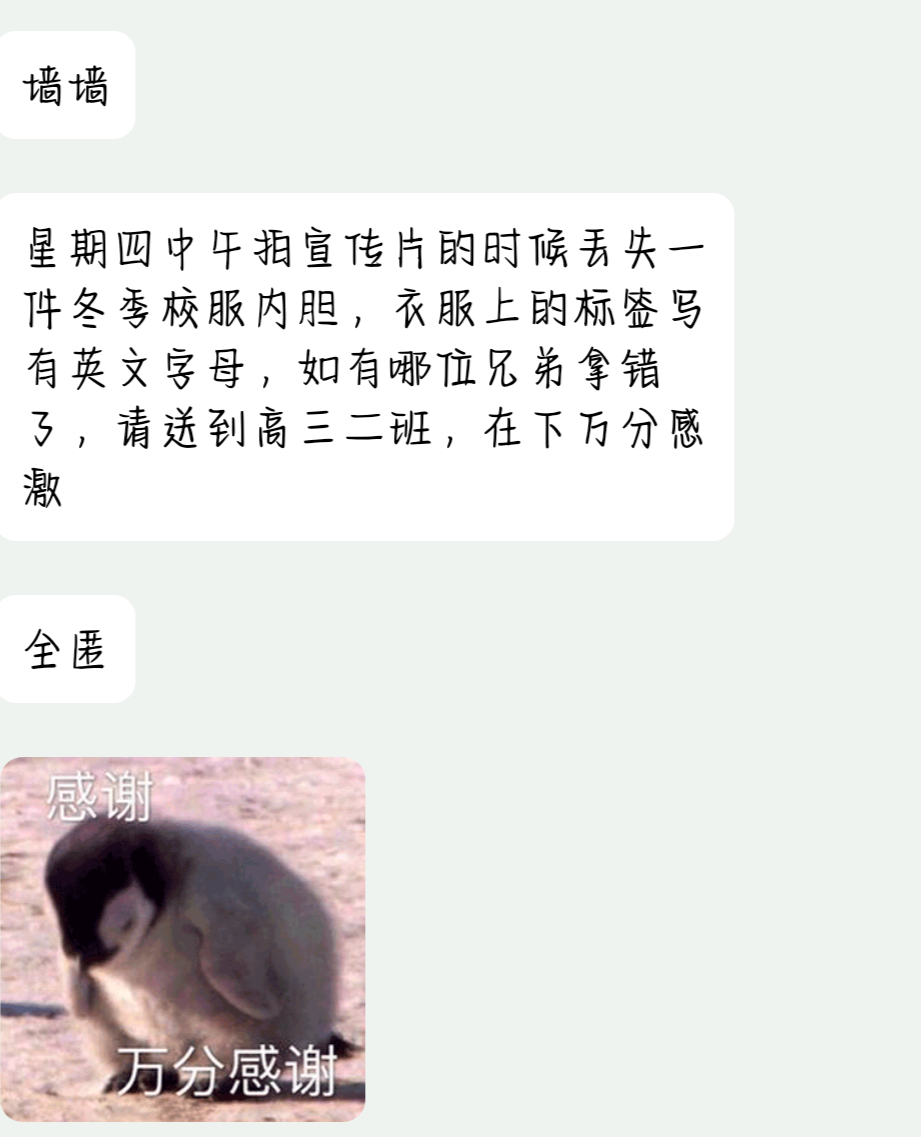 墙墙
星期四中午拍宣传片的时候丢失一
件冬季校服内胆，衣服上的标签写
有英文字母，如有哪位兄弟拿错
了，请送到高三二班，在下万分感
激
全匿
感谢
万分感谢